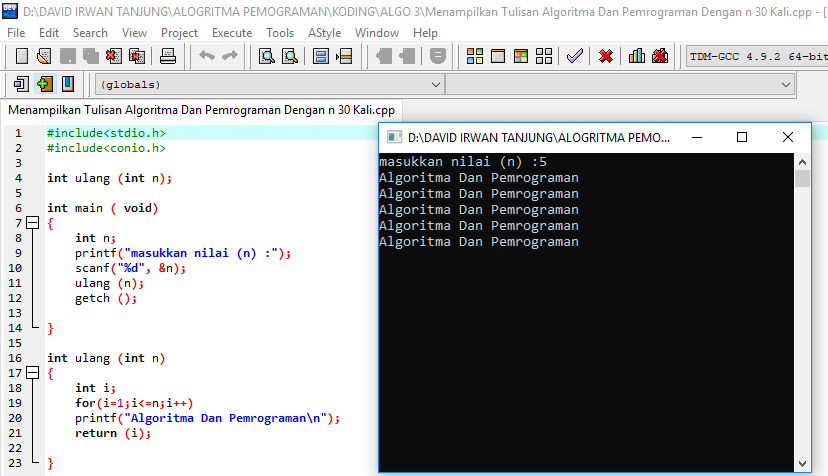 D:\DAVID IRWAN TANJUNG\ALOGRITMA PEMOGRAMAN\KODING\ALGO 3\Menampilkan Tulisan Algoritma Dan Pemrograman Dengan n 30 Kali.cpp - [
File Edit Search View Project Execute Tools AStyle Window Help
TDM-GCC 4.9.2 64-bit
(globals)
Menampilkan Tulisan Algoritma Dan Pemrograman Dengan n 30 Kali.cpp
1 #include<stdio.h>
2 #include<conio.h>
3
4 int ulang (int n);
5
6 int main ( void)
7 {
8 int n;
9 printf("masukkan nilai (n) :");
10 scanf("%d", &n);
11 ulang (n);
12 getch ();
13
14 }
15
16 int ulang (int n)
17 {
18 int i;
19 for(i=1;i<=n;i++)
20 printf("Algoritma Dan Pemrograman\n");
21 return (i);
22
23 }
D:\DAVID IRWAN TANJUNG\ALOGRITMA PEMO...
masukkan nilai (n) :5
Algoritma Dan Pemrograman
Algoritma Dan Pemrograman
Algoritma Dan Pemrograman
Algoritma Dan Pemrograman
Algoritma Dan Pemrograman